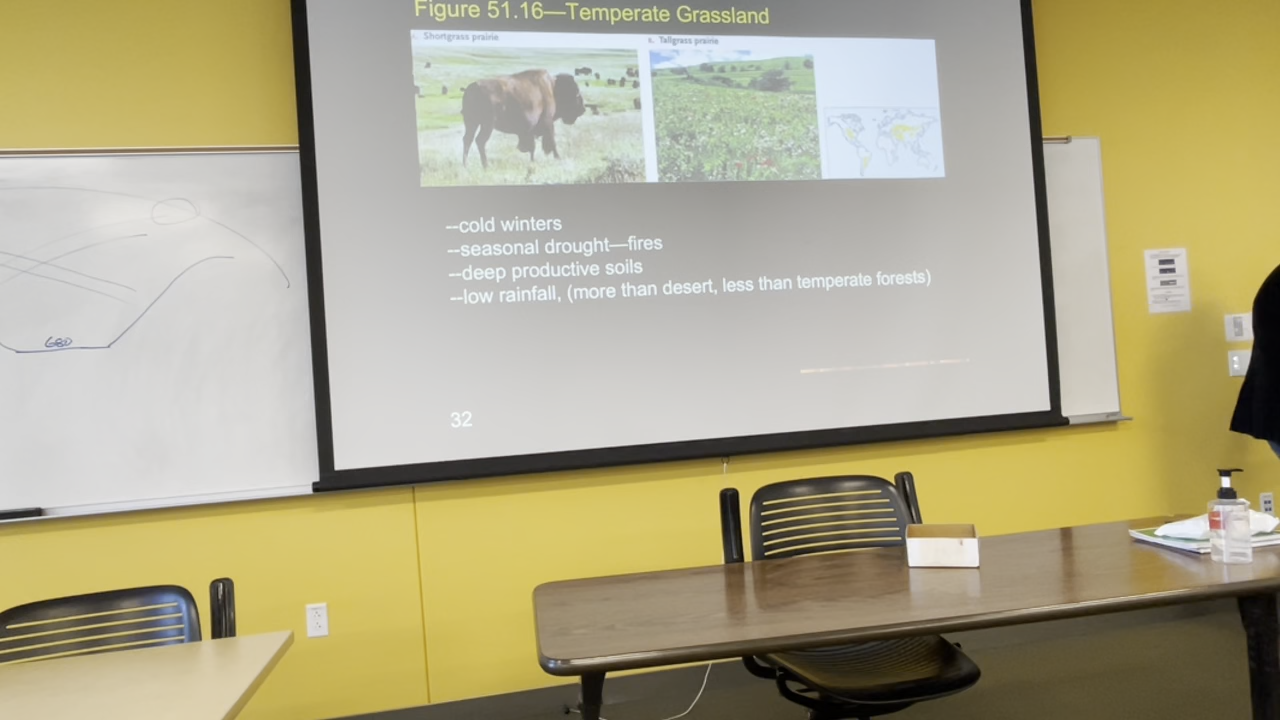 Figure 51.16—Temperate Grassland
Shortgrass prairie
Tallgrass prairie
--cold winters
--seasonal drought—fires
--deep productive soils
--low rainfall, (more than desert, less than temperate forests)
32